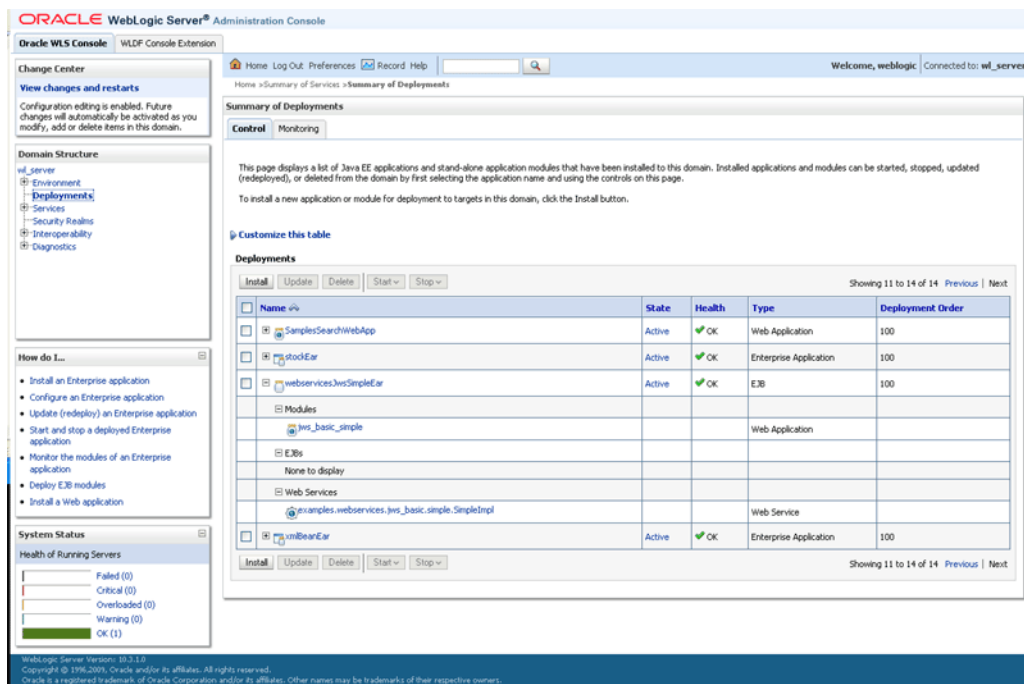 ORACLE WebLogic Server® Administration Console
Oracle WLS Console
WLDF Console Extension
Change Center
View changes and restarts
Configuration editing is enabled. Future
changes will automatically be activated as you
modify, add or delete items in this domain.
Domain Structure
wl_server
Environment
Deployments
Services
Security Realms
Interoperability
Diagnostics
How do I...
Install an Enterprise application
Configure an Enterprise application
Update (redeploy) an Enterprise application
Start and stop a deployed Enterprise
application
Monitor the modules of an Enterprise
application
Deploy EJB modules
Install a Web application
System Status
Health of Running Servers
Failed (0)
Critical (0)
Overloaded (0)
Warning (0)
OK (1)
Home Log Out Preferences Record Help
Welcome, weblogic Connected to: wl_server
Home >Summary of Services >Summary of Deployments
Summary of Deployments
Control Monitoring
This page displays a list of Java EE applications and stand-alone application modules that have been installed to this domain. Installed applications and modules can be started, stopped, updated
(redeployed), or deleted from the domain by first selecting the application name and using the controls on this page.
To install a new application or module for deployment to targets in this domain, click the Install button.
Customize this table
Deployments
Install Update Delete Start Stop Showing 11 to 14 of 14 Previous | Next
Name State Health Type Deployment Order
SamplesSearchWebApp Active OK Web Application 100
stockEar Active OK Enterprise Application 100
webservicesJwsSimpleEar Active OK EJB 100
Modules
jws_basic_simple Web Application
EJBs
None to display
Web Services
examples.webservices.jws_basic.simple.SimpleImpl Web Service
xmlBeanEar Active OK Enterprise Application 100
Install Update Delete Start Stop Showing 11 to 14 of 14 Previous | Next
WebLogic Server Version: 10.3.1.0
Copyright © 1996,2009, Oracle and/or its affiliates. All rights reserved.
Oracle is a registered trademark of Oracle Corporation and/or its affiliates. Other names may be trademarks of their respective owners.